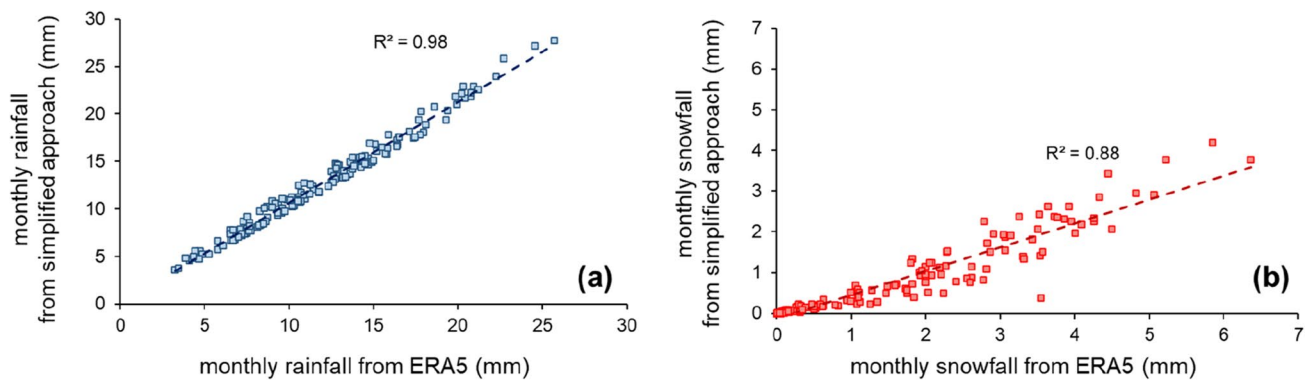 monthly rainfall
from simplified approach (mm)
30
25
20
15
10
5
0
R² = 0.98
(a)
0 5 10 15 20 25 30
monthly rainfall from ERA5 (mm)
monthly snowfall
from simplified approach (mm)
7
6
5
4
3
2
1
0
R² = 0.88
(b)
0 1 2 3 4 5 6 7
monthly snowfall from ERA5 (mm)